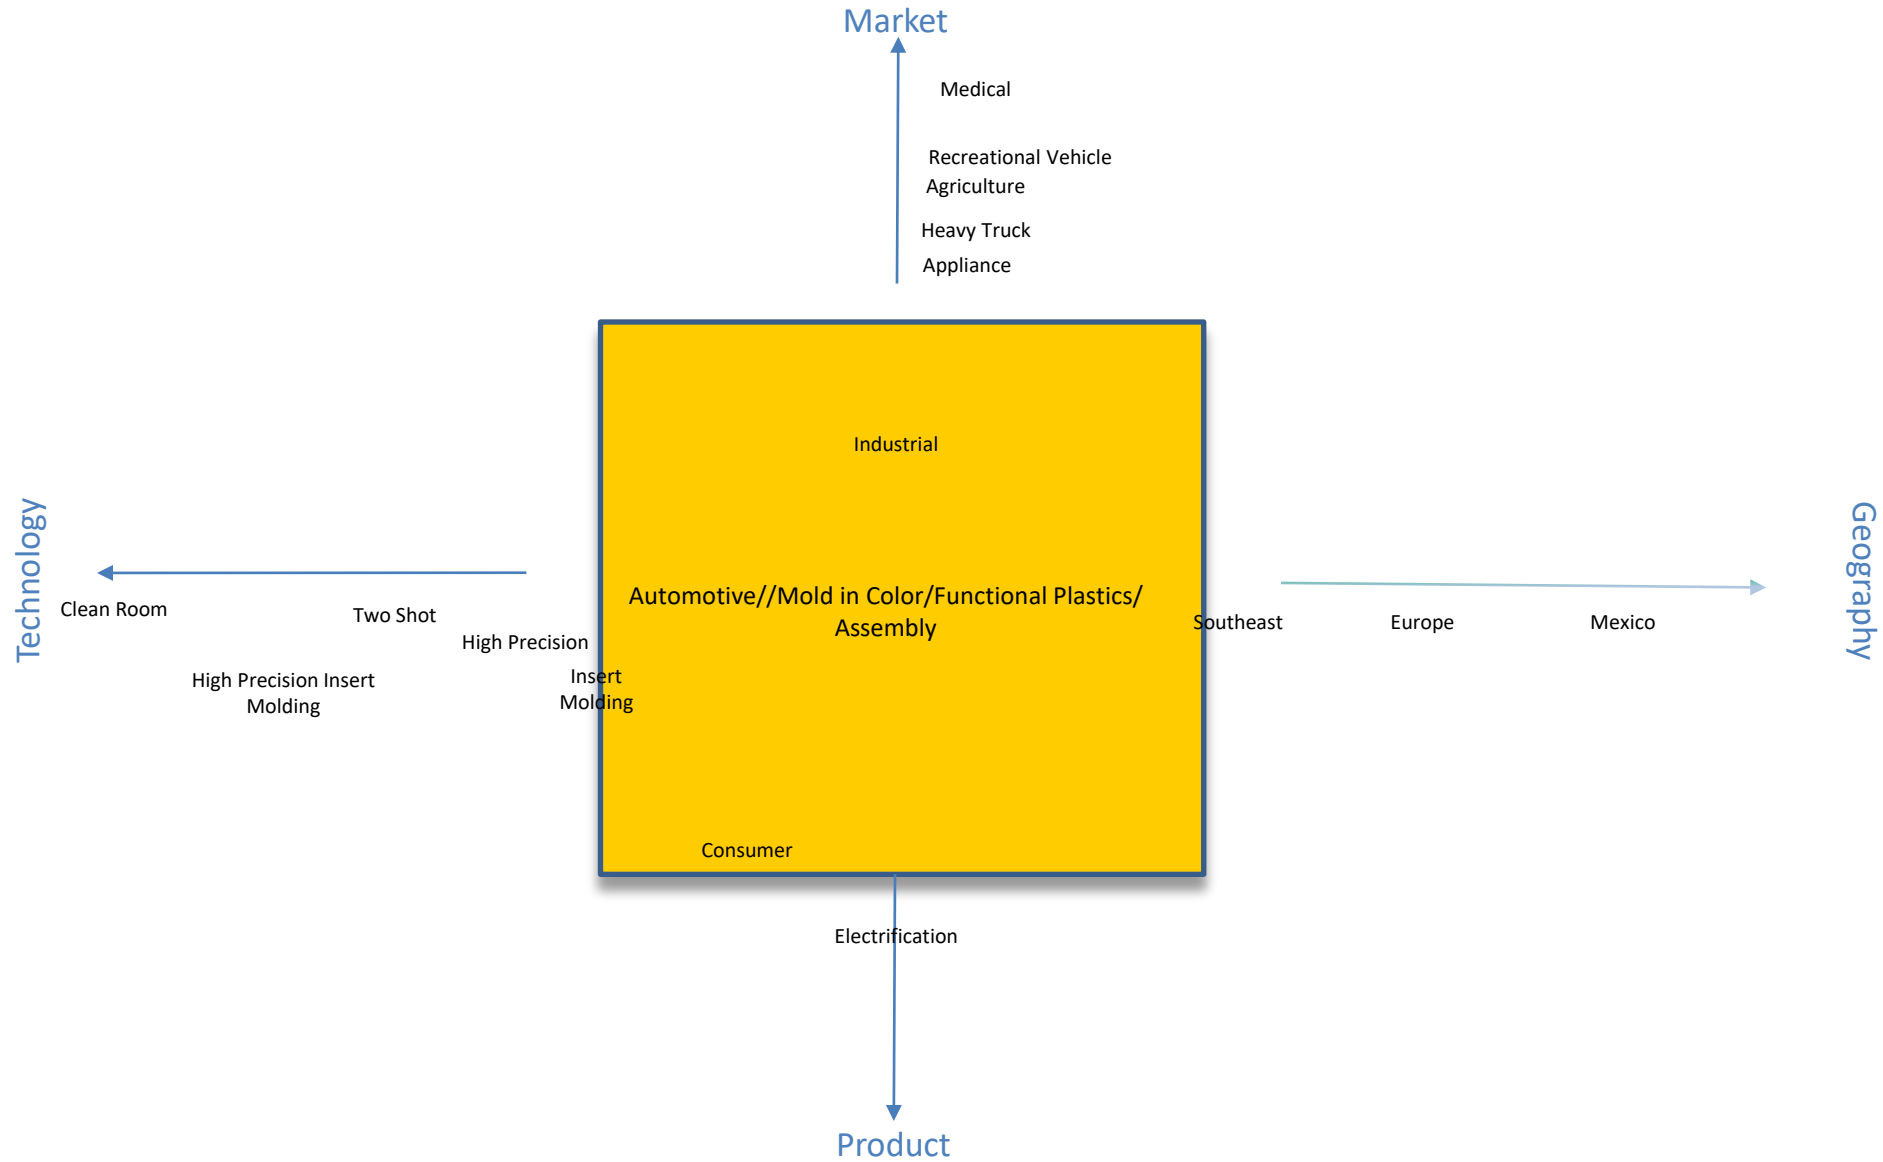 Market
Medical
Recreational Vehicle
Agriculture
Heavy Truck
Appliance
Industrial
Technology
Geography
Automotive//Mold in Color/Functional Plastics/
Assembly
Clean Room
Two Shot
High Precision
Southeast
Europe
Mexico
High Precision Insert
Molding
Insert
Molding
Consumer
Electrification
Product